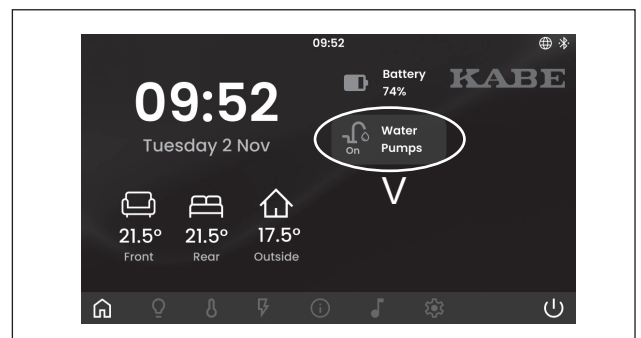 09:52
09:52
Tuesday 2 Nov
Battery
74%
KABE
On
Water
Pumps
V
21.5°
21.5°
17.5°
Front
Rear
Outside